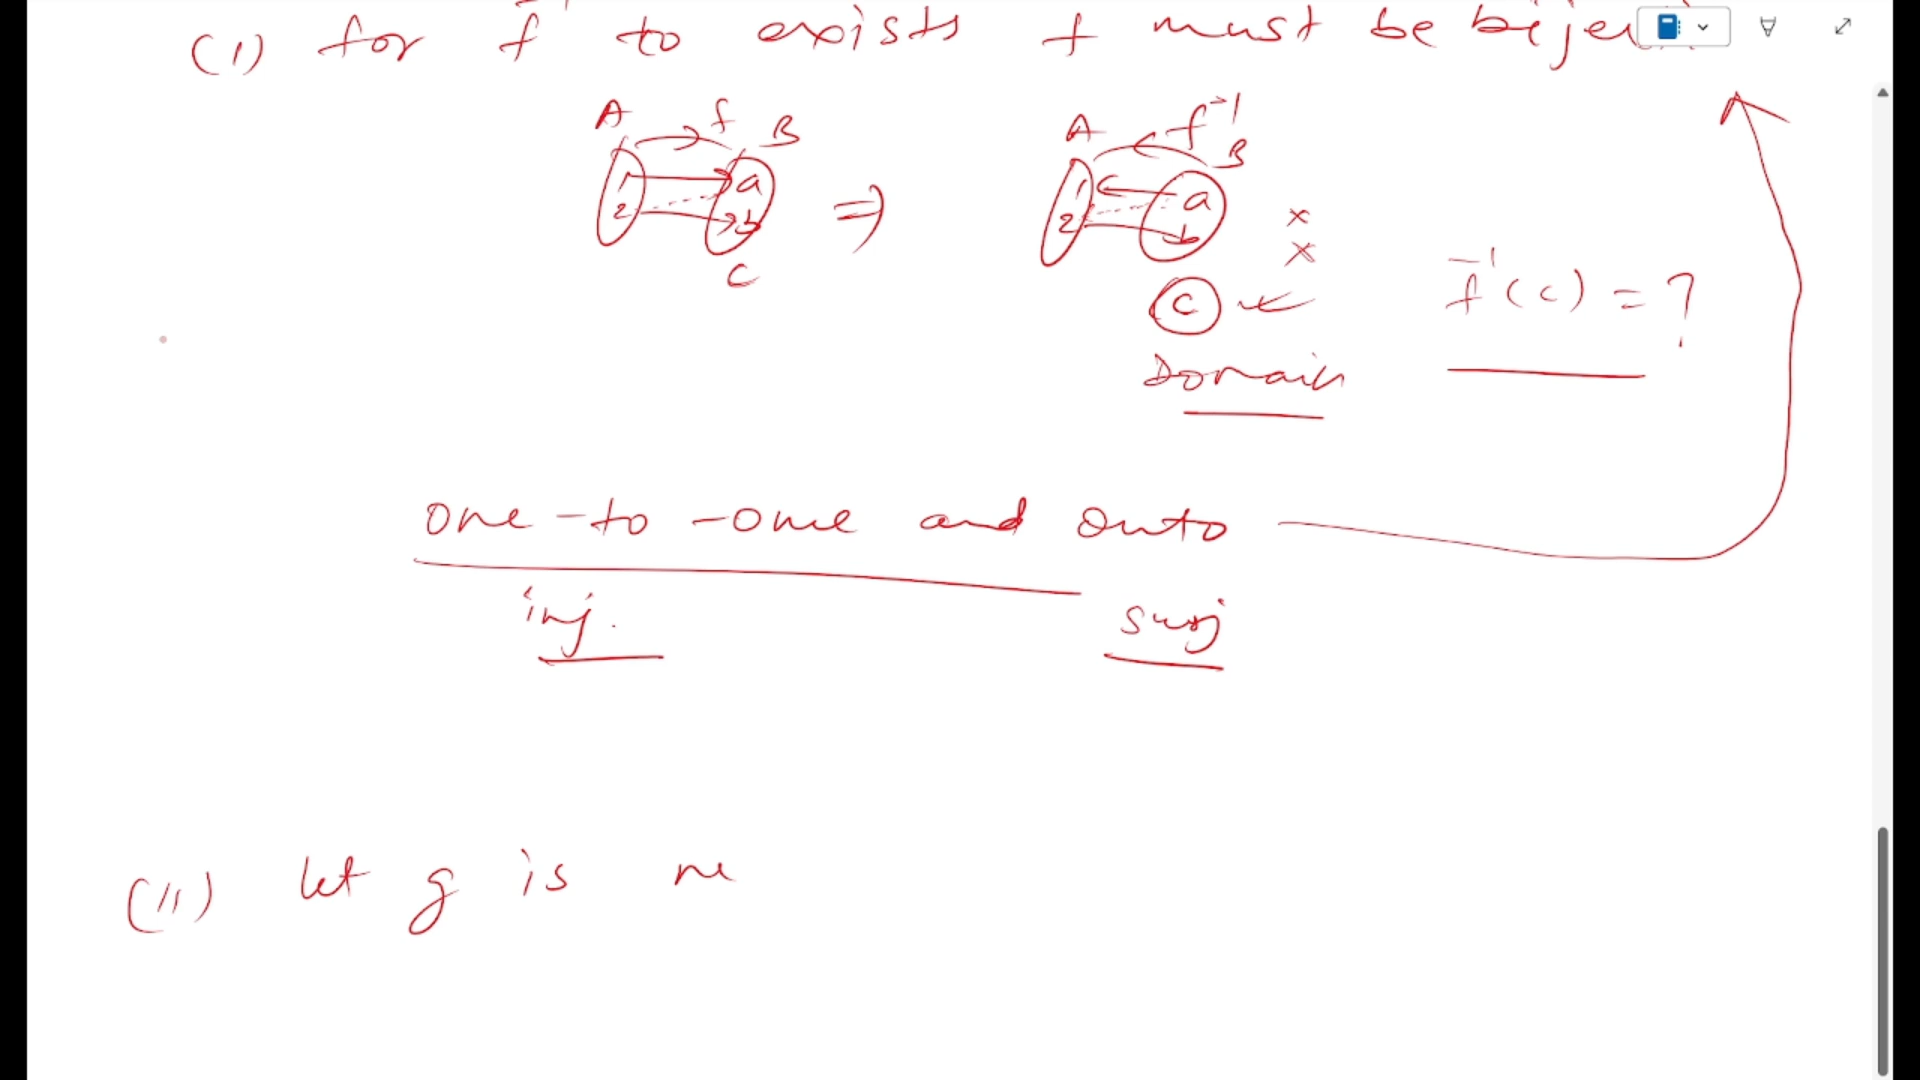 (1) for f⁻¹ to exists f must be bijec
A f B ⇒ A f⁻¹ B
1 a 1 a
2 b 2 b
C C f⁻¹(c) = ?
Domain
one-to-one and onto
inj. surj
(11) let g is